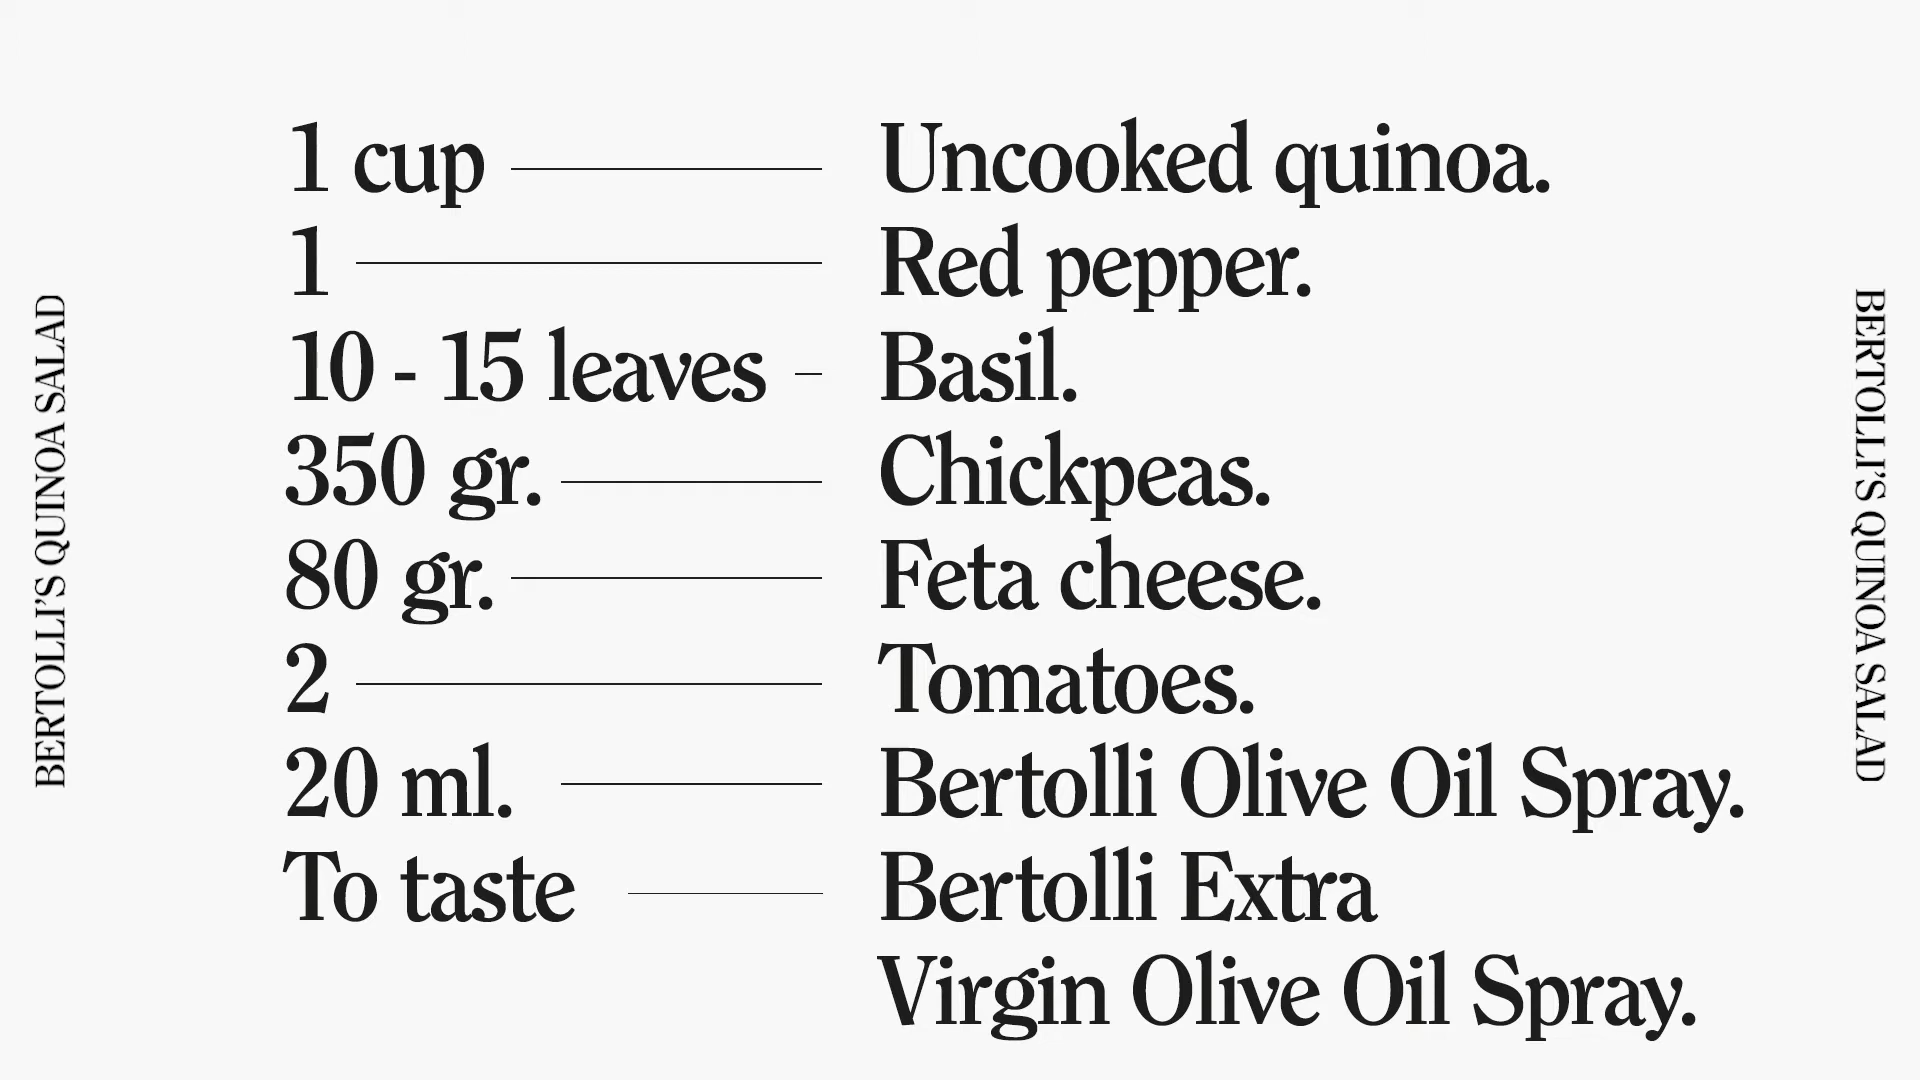 BERTOLLI'S QUINOA SALAD
1 cup Uncooked quinoa.
1 Red pepper.
10 - 15 leaves Basil.
350 gr. Chickpeas.
80 gr. Feta cheese.
2 Tomatoes.
20 ml. Bertolli Olive Oil Spray.
To taste Bertolli Extra
Virgin Olive Oil Spray.
BERTOLLI'S QUINOA SALAD